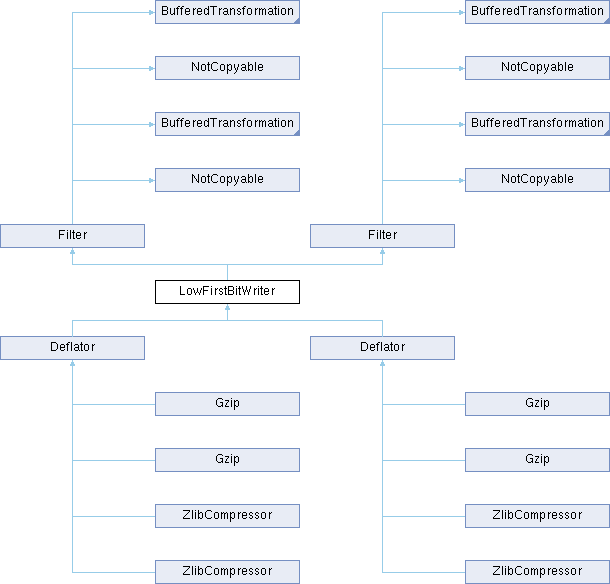 BufferedTransformation BufferedTransformation
NotCopyable NotCopyable
BufferedTransformation BufferedTransformation
NotCopyable NotCopyable
Filter Filter
LowFirstBitWriter
Deflator Deflator
Gzip Gzip
Gzip Gzip
ZlibCompressor ZlibCompressor
ZlibCompressor ZlibCompressor